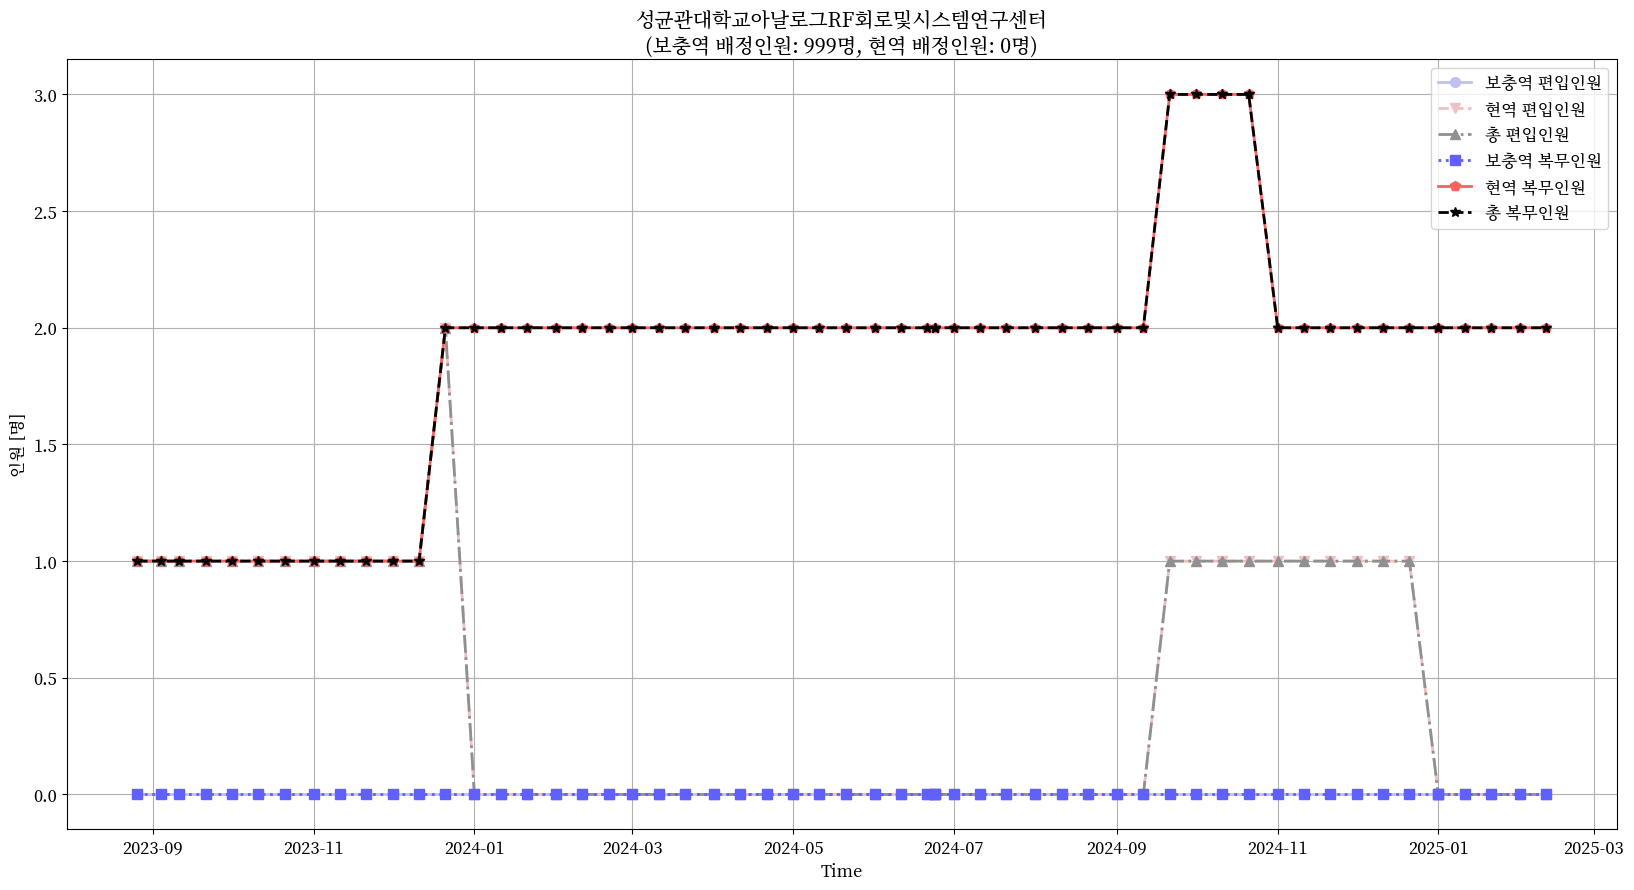 성균관대학교아날로그RF회로및시스템연구센터
(보충역 배정인원: 999명, 현역 배정인원: 0명)
보충역 편입인원
현역 편입인원
총 편입인원
보충역 복무인원
현역 복무인원
총 복무인원
인원 [명]
3.0
2.5
2.0
1.5
1.0
0.5
0.0
2023-09 2023-11 2024-01 2024-03 2024-05 2024-07 2024-09 2024-11 2025-01 2025-03
Time